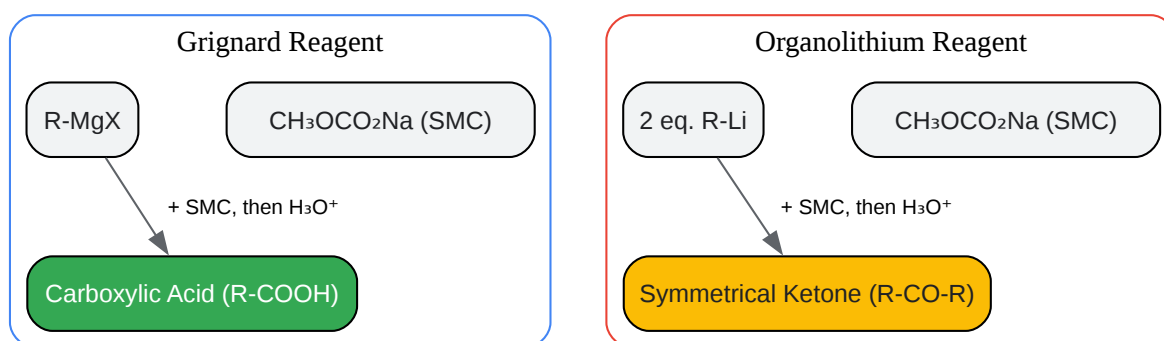 Grignard Reagent
R-MgX
CH₃OCO₂Na (SMC)
+ SMC, then H₃O⁺
Carboxylic Acid (R-COOH)
Organolithium Reagent
2 eq. R-Li
CH₃OCO₂Na (SMC)
+ SMC, then H₃O⁺
Symmetrical Ketone (R-CO-R)